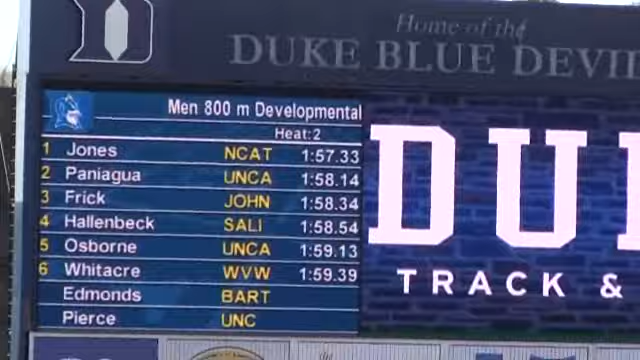 Home of the
DUKE BLUE DEVIL
Men 800 m Developmental
Heat:2
1 Jones NCAT 1:57.33
2 Paniagua UNCA 1:58.14
3 Frick JOHN 1:58.34
4 Hallenbeck SALI 1:58.54
5 Osborne UNCA 1:59.13
6 Whitacre WVW 1:59.39
Edmonds BART
Pierce UNC
D
DU
TRACK &